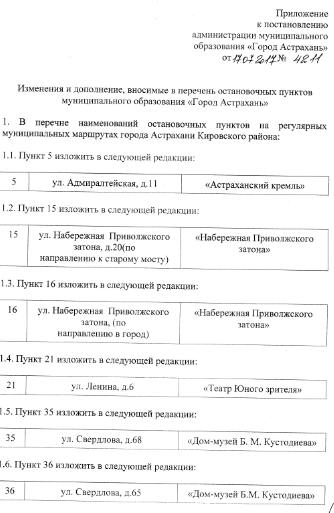 Приложение
к постановлению
администрации муниципального
образования «Город Астрахань»
от 17.07.2017 № 4211
Изменения и дополнение, вносимые в перечень остановочных пунктов
муниципального образования «Город Астрахань»
1. В перечне наименований остановочных пунктов на регулярных
муниципальных маршрутах города Астрахани Кировского района:
1.1. Пункт 5 изложить в следующей редакции:
5 ул. Адмиралтейская, д.11 «Астраханский кремль»
1.2. Пункт 15 изложить в следующей редакции:
15 ул. Набережная Приволжского «Набережная Приволжского
затона, д.20(по затона»
направлению к старому мосту)
1.3. Пункт 16 изложить в следующей редакции:
16 ул. Набережная Приволжского «Набережная Приволжского
затона, (по затона»
направлению в город)
1.4. Пункт 21 изложить в следующей редакции:
21 ул. Ленина, д.6 «Театр Юного зрителя»
1.5. Пункт 35 изложить в следующей редакции:
35 ул. Свердлова, д.68 «Дом-музей Б. М. Кустодиева»
1.6. Пункт 36 изложить в следующей редакции:
36 ул. Свердлова, д.65 «Дом-музей Б.М. Кустодиева»